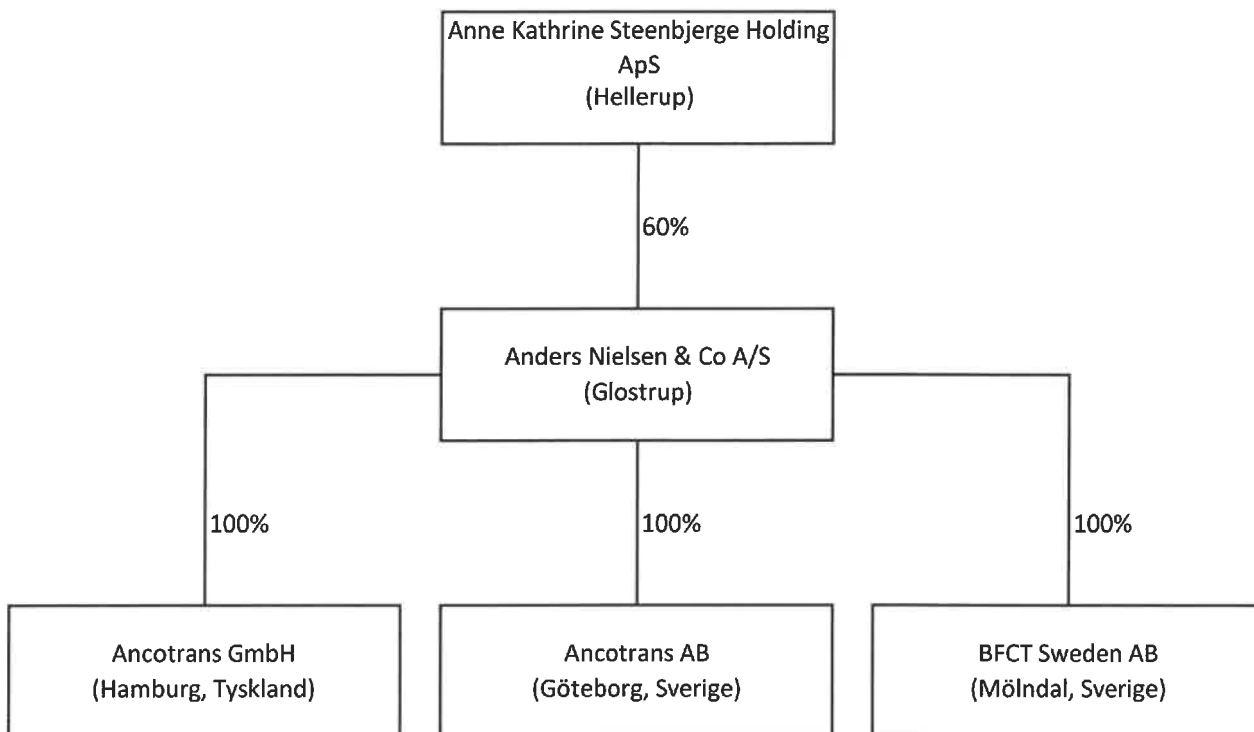 Anne Kathrine Steenbjerge Holding
ApS
(Hellerup)
60%
Anders Nielsen & Co A/S
(Glostrup)
100%
100%
100%
Ancotrans GmbH
(Hamburg, Tyskland)
Ancotrans AB
(Göteborg, Sverige)
BFCT Sweden AB
(Mölndal, Sverige)